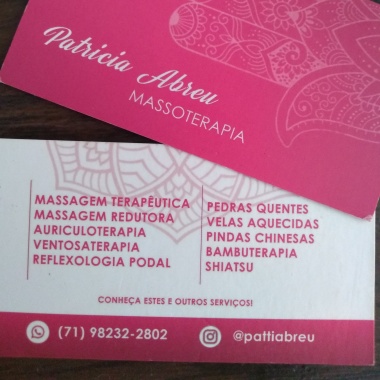 Patricia Abreu
MASSOTERAPIA
MASSAGEM TERAPÊUTICA
MASSAGEM REDUTORA
AURICULOTERAPIA
VENTOSATERAPIA
REFLEXOLOGIA PODAL
PEDRAS QUENTES
VELAS AQUECIDAS
PINDAS CHINESAS
BAMBUTERAPIA
SHIATSU
CONHEÇA ESTES E OUTROS SERVIÇOS!
(71) 98232-2802
@pattiabreu